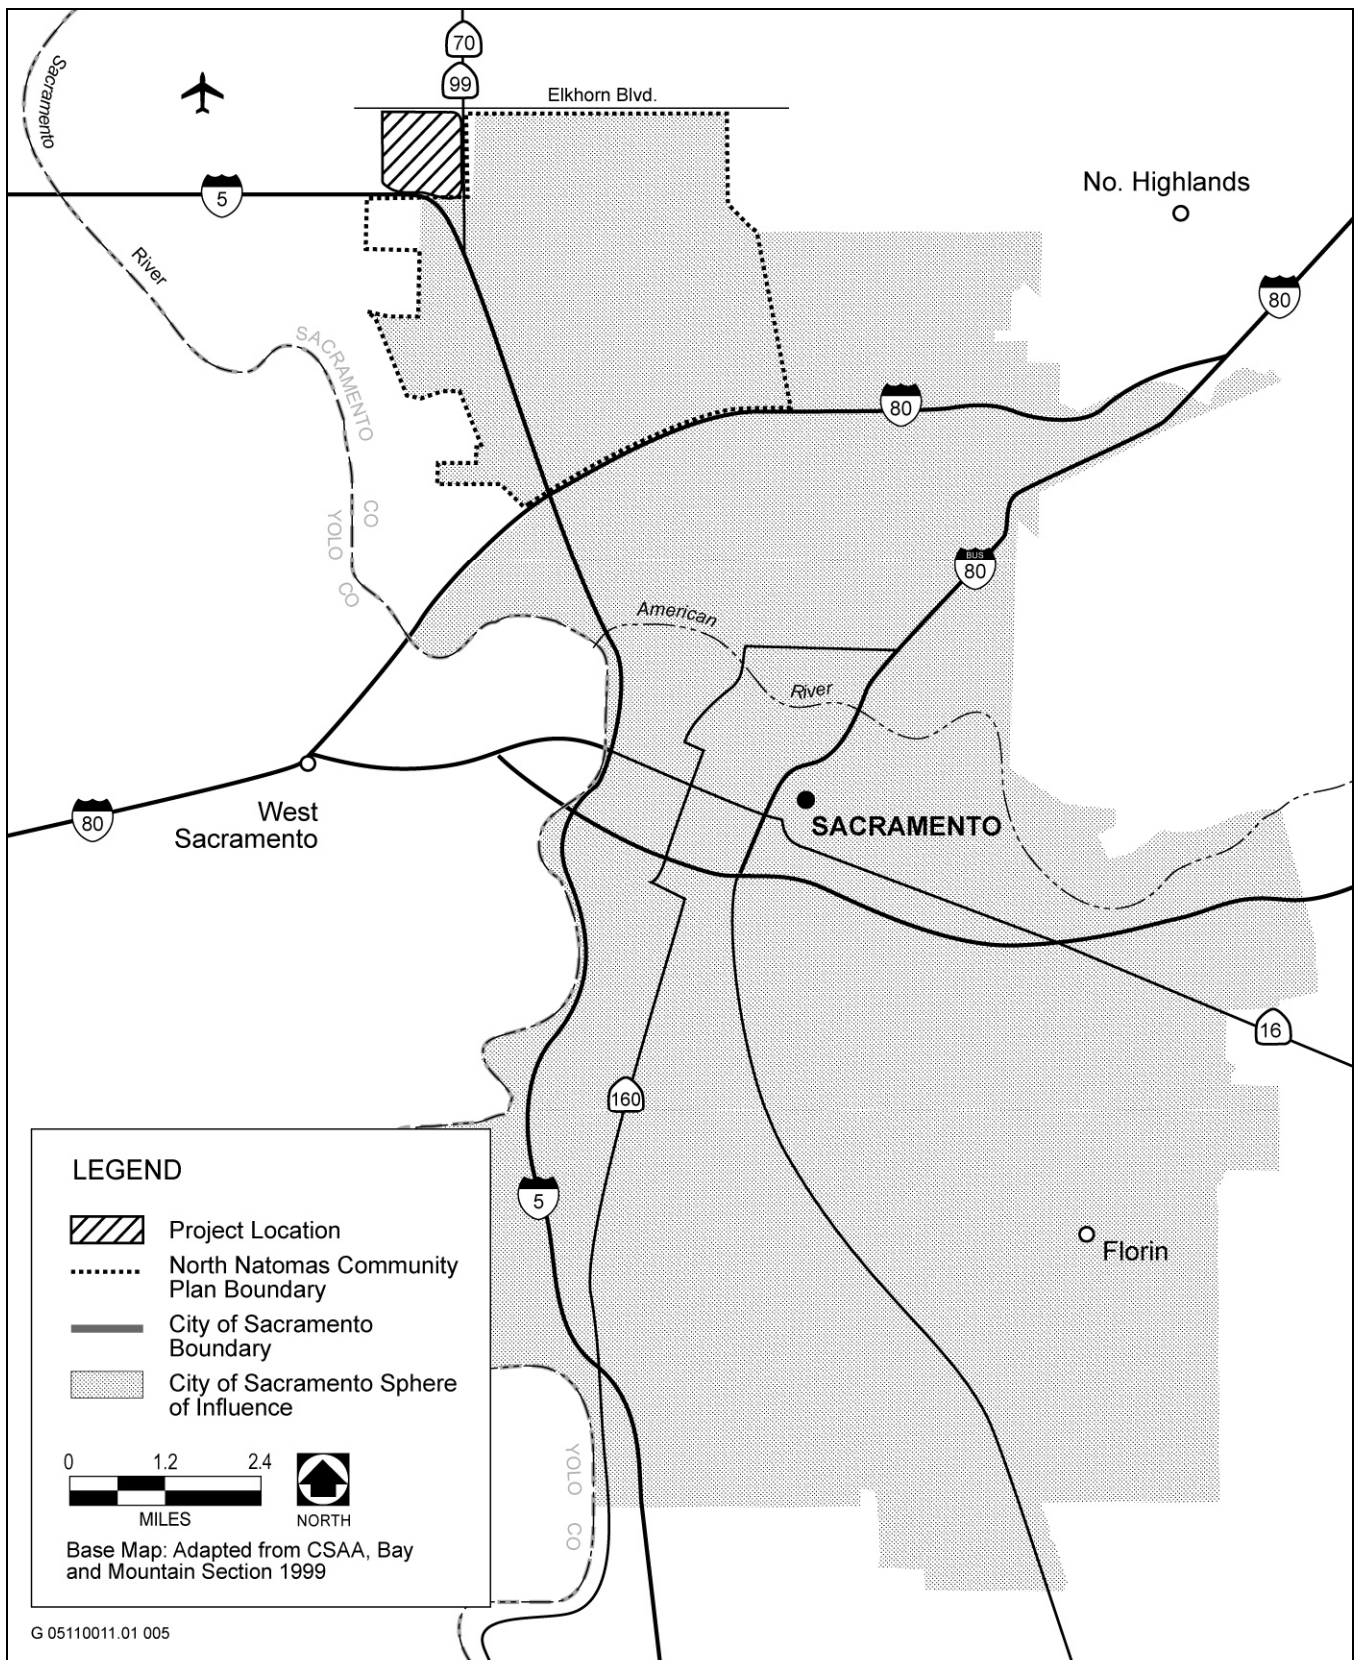 70
Sacramento
99
Elkhorn Blvd.
No. Highlands
5
River
80
SACRAMENTO
CO
80
YOLO
CO
BUS
80
American
River
West
Sacramento
80
SACRAMENTO
16
160
5
Florin
LEGEND
Project Location
North Natomas Community
Plan Boundary
City of Sacramento
Boundary
City of Sacramento Sphere
of Influence
0 1.2 2.4
MILES
NORTH
Base Map: Adapted from CSAA, Bay
and Mountain Section 1999
YOLO
CO
G 05110011.01 005